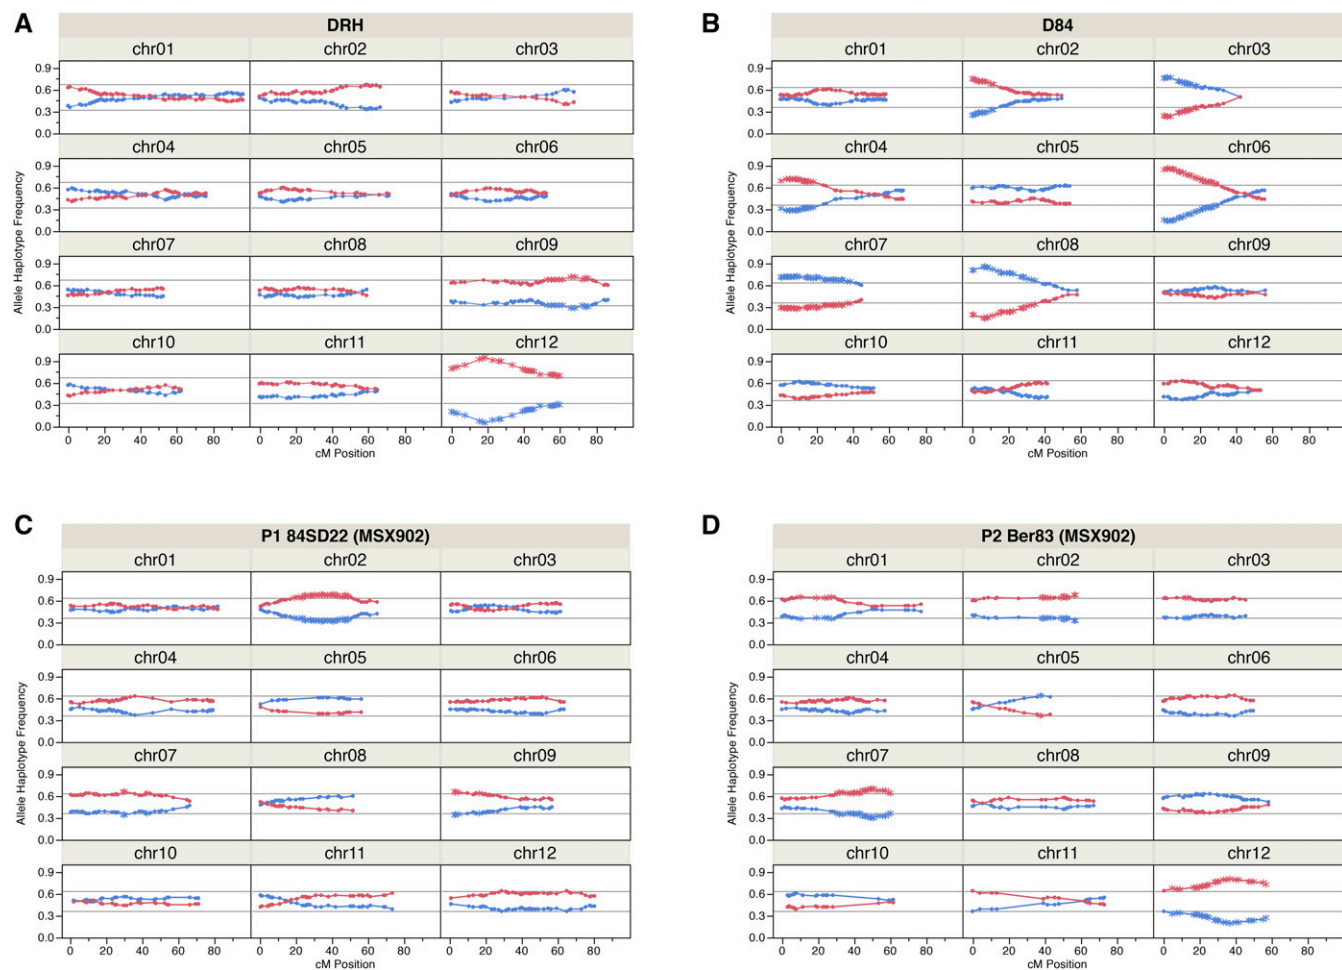 A
DRH
chr01 chr02 chr03
0.9
0.6
0.3
0.0
chr04 chr05 chr06
0.9
0.6
0.3
0.0
chr07 chr08 chr09
0.9
0.6
0.3
0.0
chr10 chr11 chr12
0.9
0.6
0.3
0.0
Allele Haplotype Frequency
0 20 40 60 80 0 20 40 60 80 0 20 40 60 80
cM Position
B
D84
chr01 chr02 chr03
0.9
0.6
0.3
0.0
chr04 chr05 chr06
0.9
0.6
0.3
0.0
chr07 chr08 chr09
0.9
0.6
0.3
0.0
chr10 chr11 chr12
0.9
0.6
0.3
0.0
Allele Haplotype Frequency
0 20 40 60 80 0 20 40 60 80 0 20 40 60 80
cM Position
C
P1 84SD22 (MSX902)
chr01 chr02 chr03
0.9
0.6
0.3
0.0
chr04 chr05 chr06
0.9
0.6
0.3
0.0
chr07 chr08 chr09
0.9
0.6
0.3
0.0
chr10 chr11 chr12
0.9
0.6
0.3
0.0
Allele Haplotype Frequency
0 20 40 60 80 0 20 40 60 80 0 20 40 60 80
cM Position
D
P2 Ber83 (MSX902)
chr01 chr02 chr03
0.9
0.6
0.3
0.0
chr04 chr05 chr06
0.9
0.6
0.3
0.0
chr07 chr08 chr09
0.9
0.6
0.3
0.0
chr10 chr11 chr12
0.9
0.6
0.3
0.0
Allele Haplotype Frequency
0 20 40 60 80 0 20 40 60 80 0 20 40 60 80
cM Position